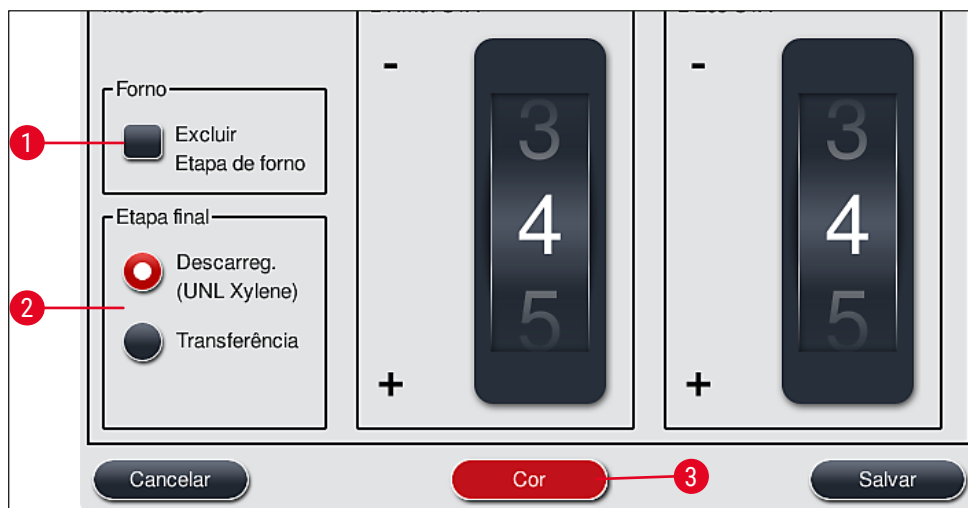 Forno
1
Excluir
Etapa de forno
Etapa final
2
Descarreg.
(UNL Xylene)
Transferência
-
3
4
5
+
-
3
4
5
+
Cancelar
Cor
3
Salvar